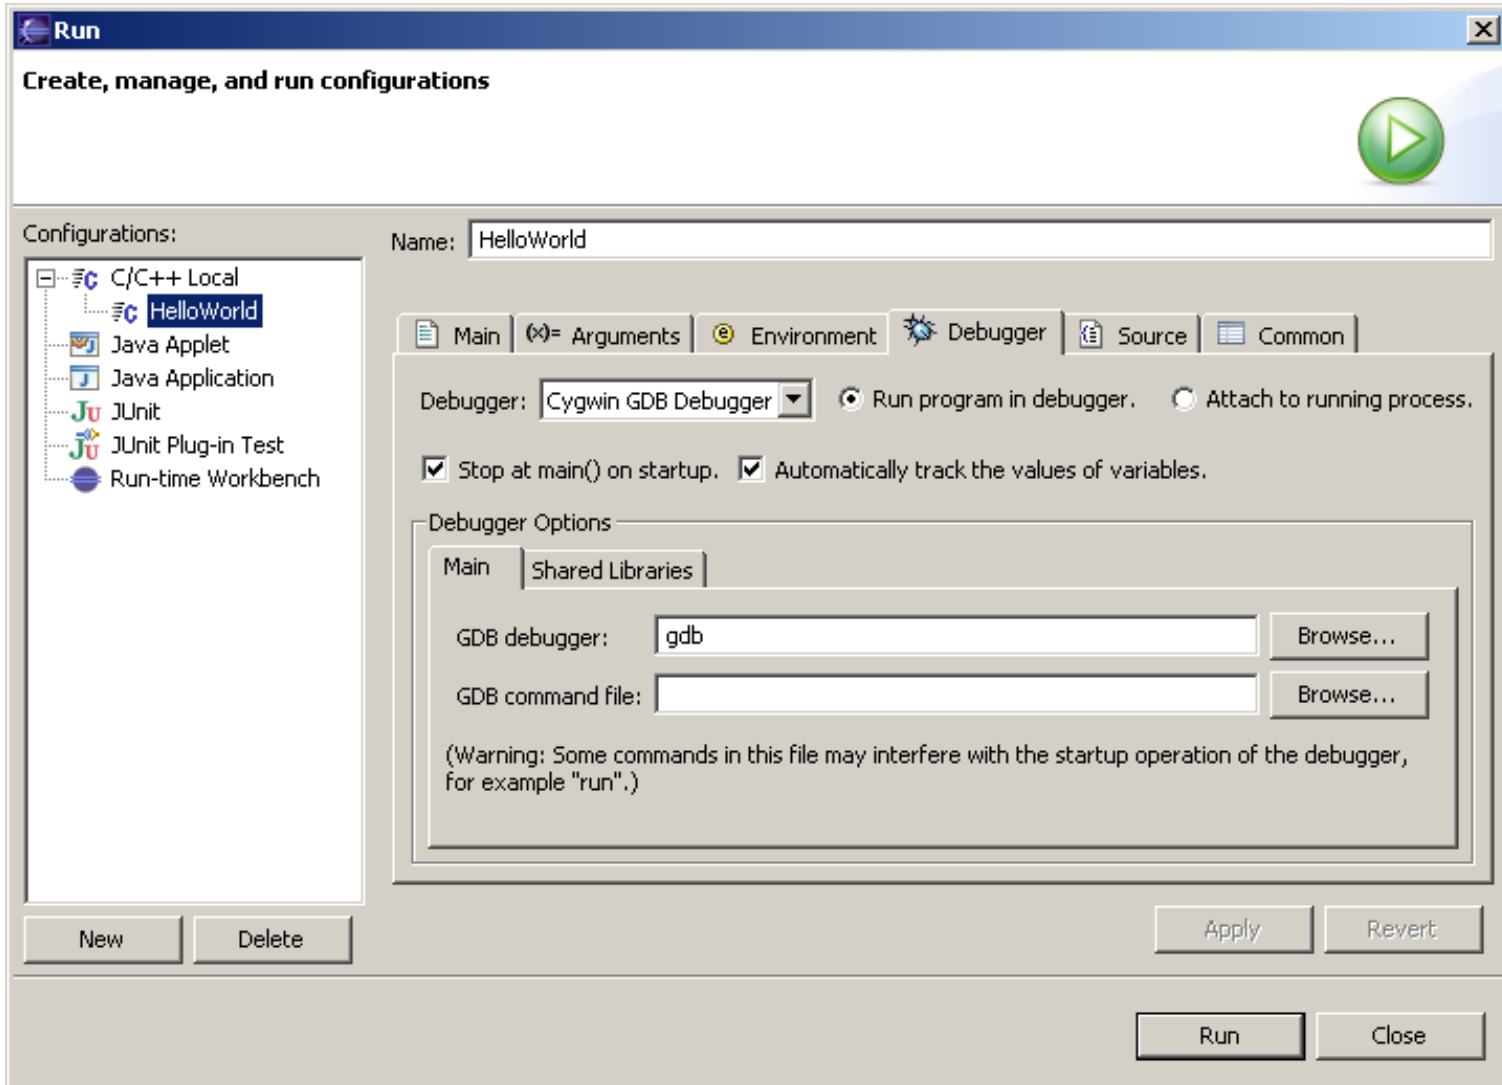 Run
Create, manage, and run configurations
Configurations:
C/C++ Local
HelloWorld
Java Applet
Java Application
JUnit
JUnit Plug-in Test
Run-time Workbench
New Delete
Name: HelloWorld
Main (x)= Arguments Environment Debugger Source Common
Debugger: Cygwin GDB Debugger Run program in debugger. Attach to running process.
Stop at main() on startup. Automatically track the values of variables.
Debugger Options
Main Shared Libraries
GDB debugger: gdb Browse...
GDB command file: Browse...
(Warning: Some commands in this file may interfere with the startup operation of the debugger,
for example "run".)
Apply Revert
Run Close